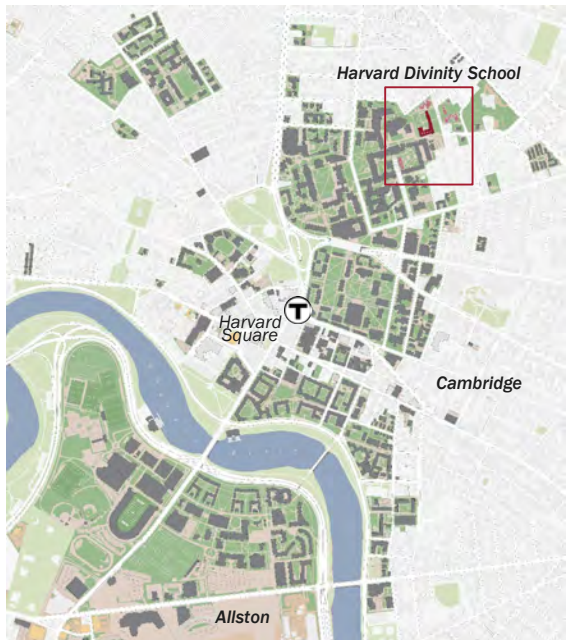 Harvard Divinity School
T
Harvard
Square
Cambridge
Allston